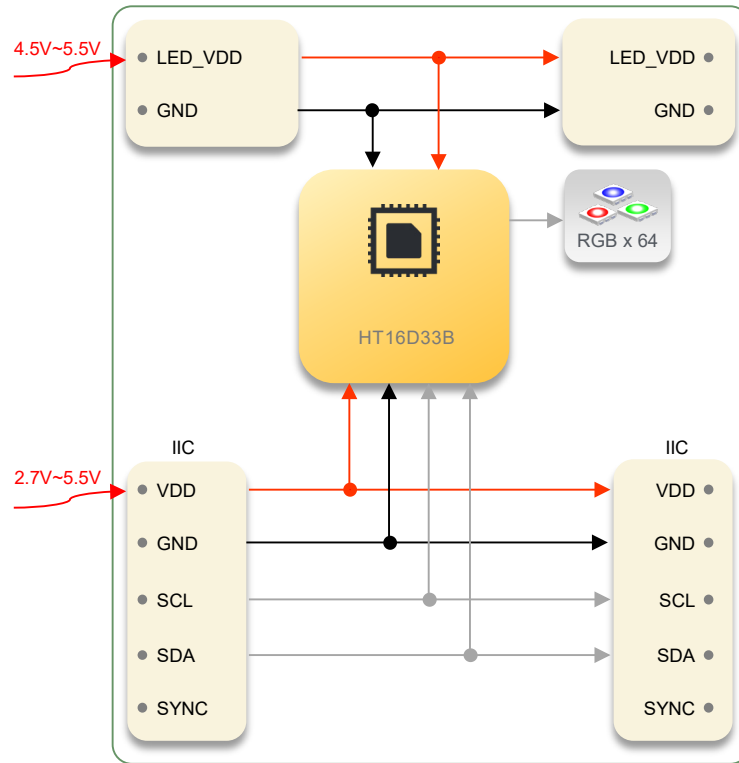 4.5V~5.5V
LED_VDD
GND
LED_VDD
GND
RGB x 64
HT16D33B
IIC
2.7V~5.5V
VDD
GND
SCL
SDA
SYNC
IIC
VDD
GND
SCL
SDA
SYNC